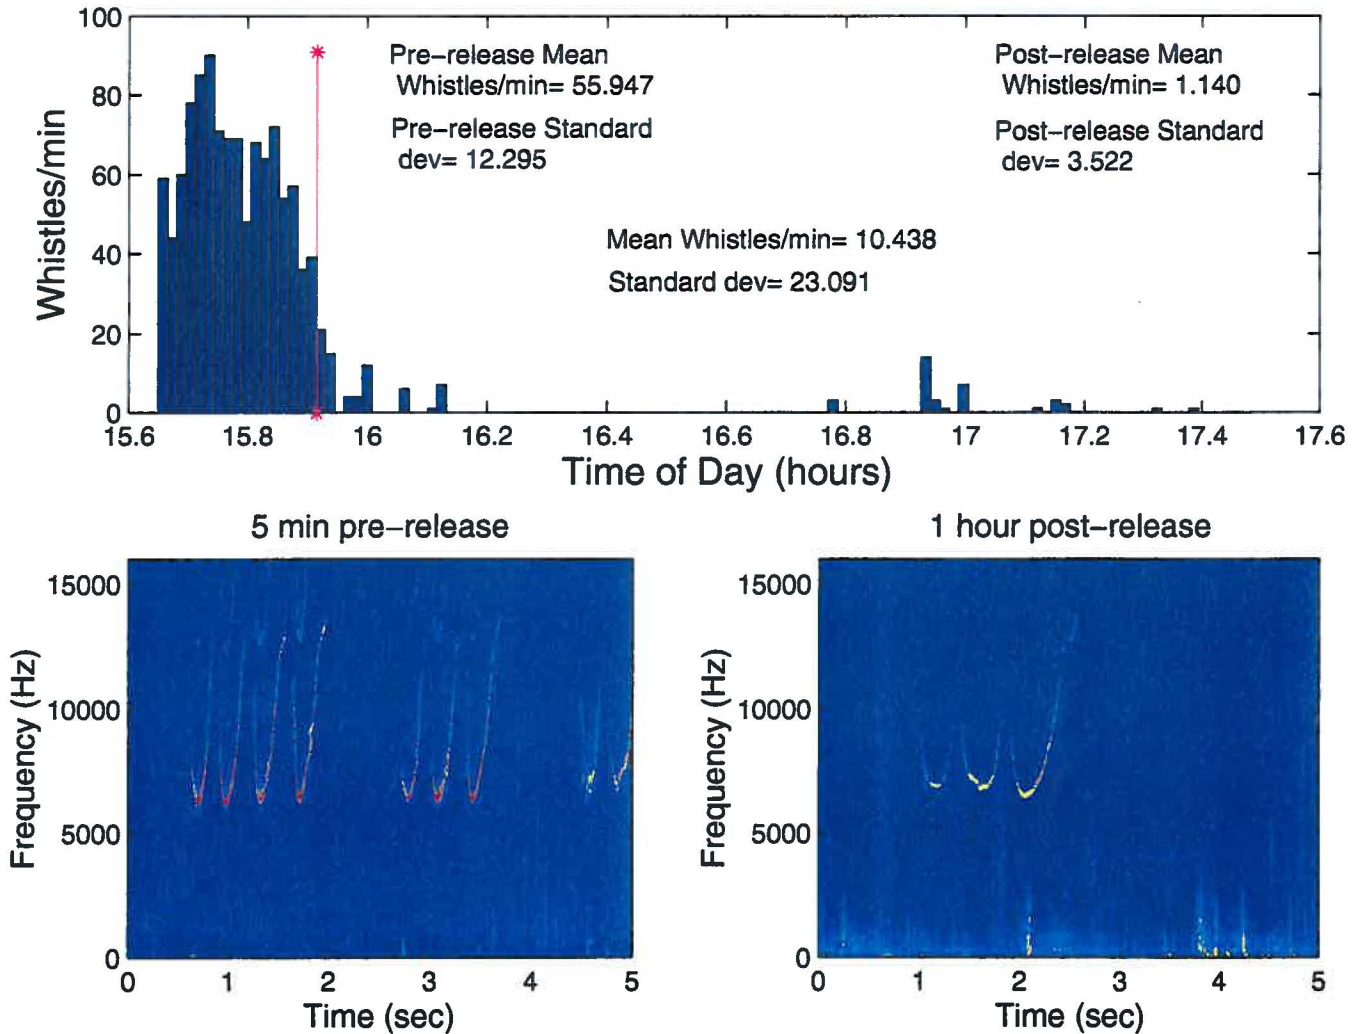 100
80
60
40
20
0
Whistles/min
Pre–release Mean
Whistles/min= 55.947
Pre–release Standard
dev= 12.295
Post–release Mean
Whistles/min= 1.140
Post–release Standard
dev= 3.522
Mean Whistles/min= 10.438
Standard dev= 23.091
15.6 15.8 16 16.2 16.4 16.6 16.8 17 17.2 17.4 17.6
Time of Day (hours)
5 min pre–release
15000
10000
5000
0
Frequency (Hz)
0 1 2 3 4 5
Time (sec)
1 hour post–release
15000
10000
5000
0
Frequency (Hz)
0 1 2 3 4 5
Time (sec)